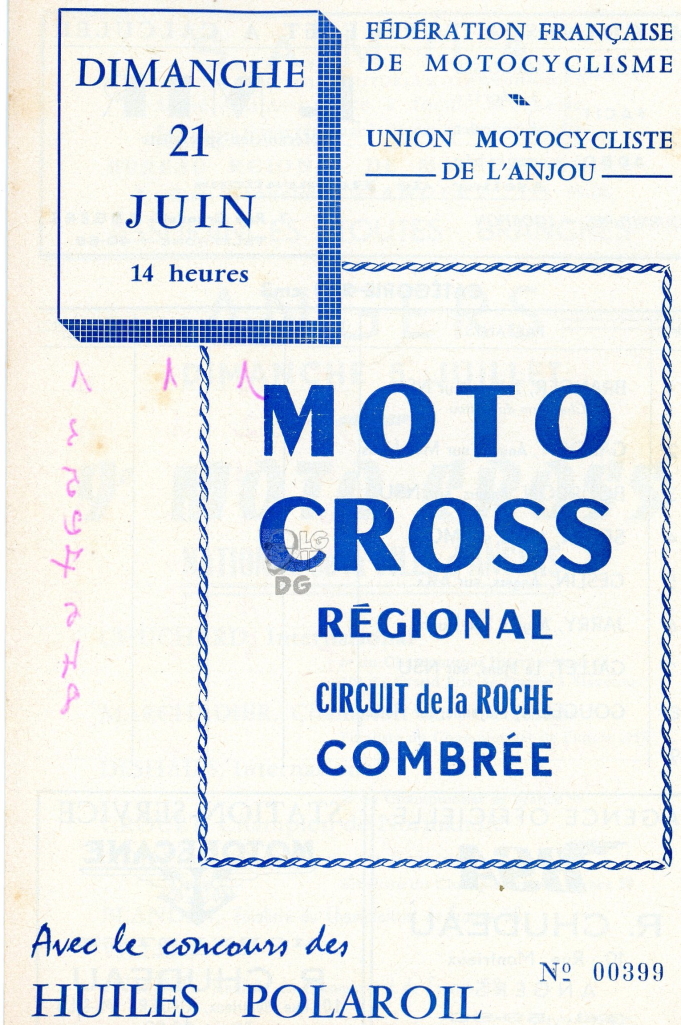 DIMANCHE
21
JUIN
14 heures
FÉDÉRATION FRANÇAISE
DE MOTOCYCLISME
UNION MOTOCYCLISTE
DE L'ANJOU
MOTO
CROSS
RÉGIONAL
CIRCUIT de la ROCHE
COMBRÉE
Avec le concours des
HUILES POLAROIL
Nº 00399